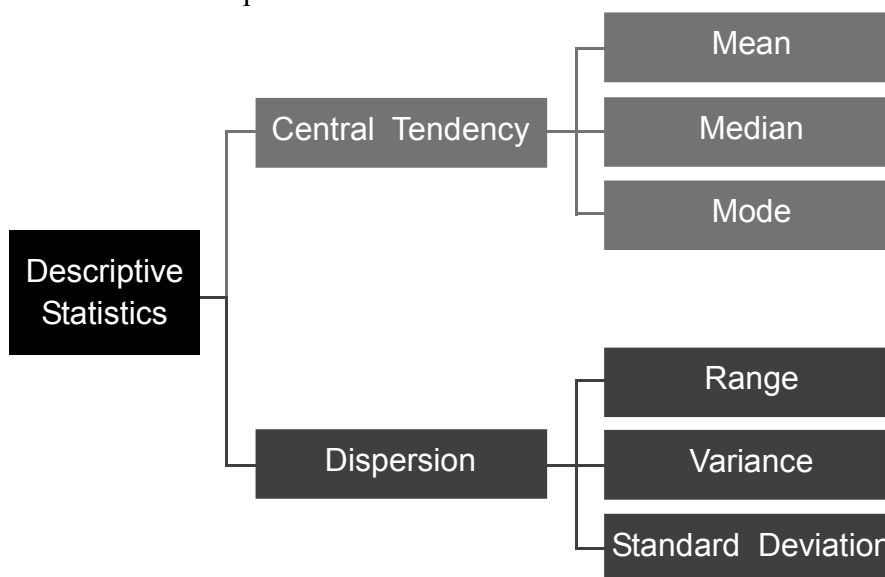 Mean
Central Tendency
Median
Mode
Descriptive
Statistics
Range
Dispersion
Variance
Standard Deviation